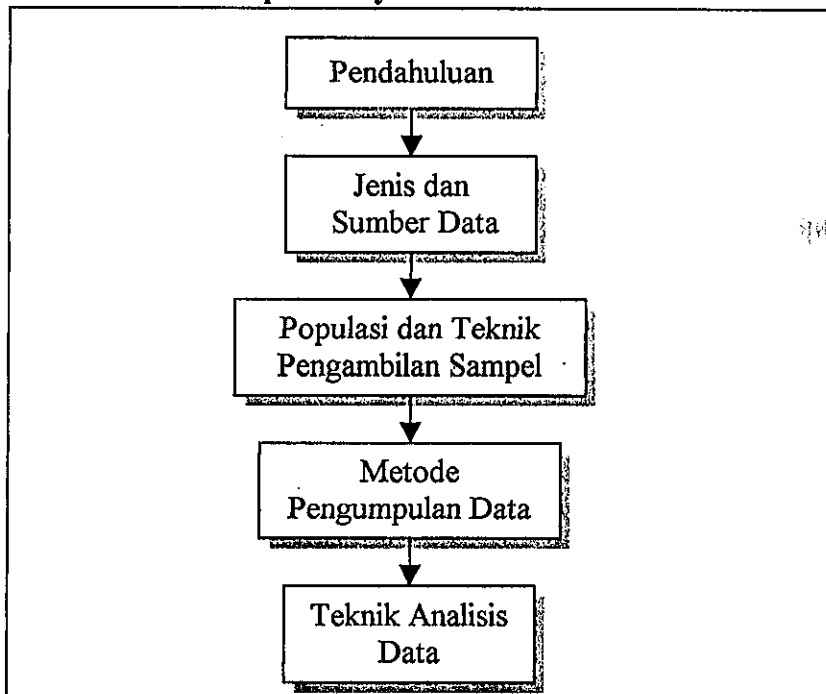 Pendahuluan
Jenis dan
Sumber Data
Populasi dan Teknik
Pengambilan Sampel
Metode
Pengumpulan Data
Teknik Analisis
Data